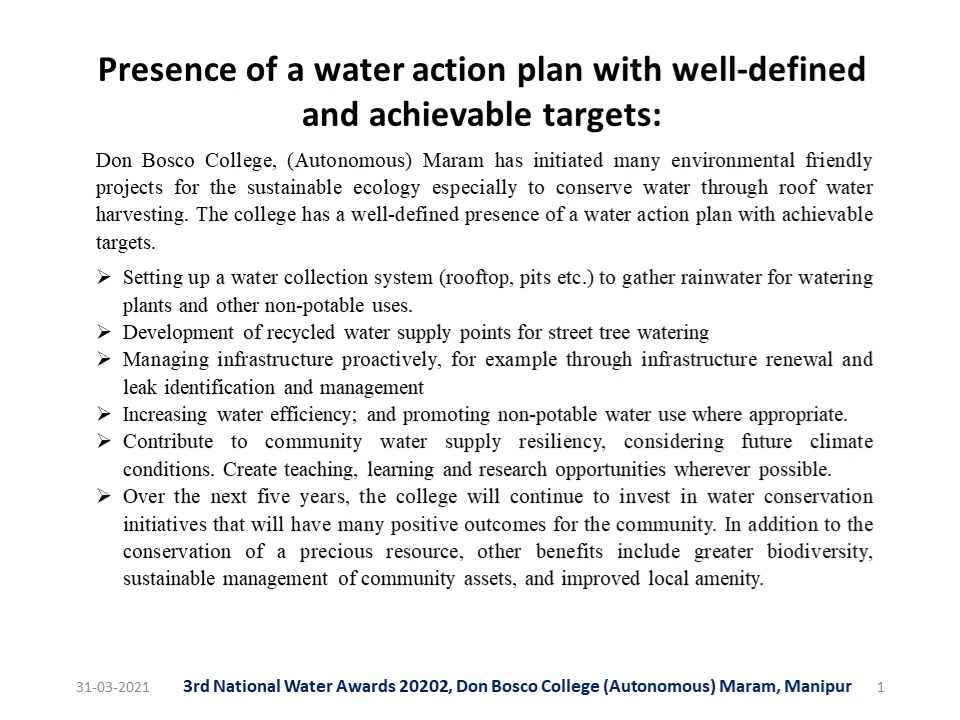 Presence of a water action plan with well-defined
and achievable targets:
Don Bosco College, (Autonomous) Maram has initiated many environmental friendly
projects for the sustainable ecology especially to conserve water through roof water
harvesting. The college has a well-defined presence of a water action plan with achievable
targets.
➢ Setting up a water collection system (rooftop, pits etc.) to gather rainwater for watering
plants and other non-potable uses.
➢ Development of recycled water supply points for street tree watering
➢ Managing infrastructure proactively, for example through infrastructure renewal and
leak identification and management
➢ Increasing water efficiency; and promoting non-potable water use where appropriate.
➢ Contribute to community water supply resiliency, considering future climate
conditions. Create teaching, learning and research opportunities wherever possible.
➢ Over the next five years, the college will continue to invest in water conservation
initiatives that will have many positive outcomes for the community. In addition to the
conservation of a precious resource, other benefits include greater biodiversity,
sustainable management of community assets, and improved local amenity.
31-03-2021 3rd National Water Awards 20202, Don Bosco College (Autonomous) Maram, Manipur 1